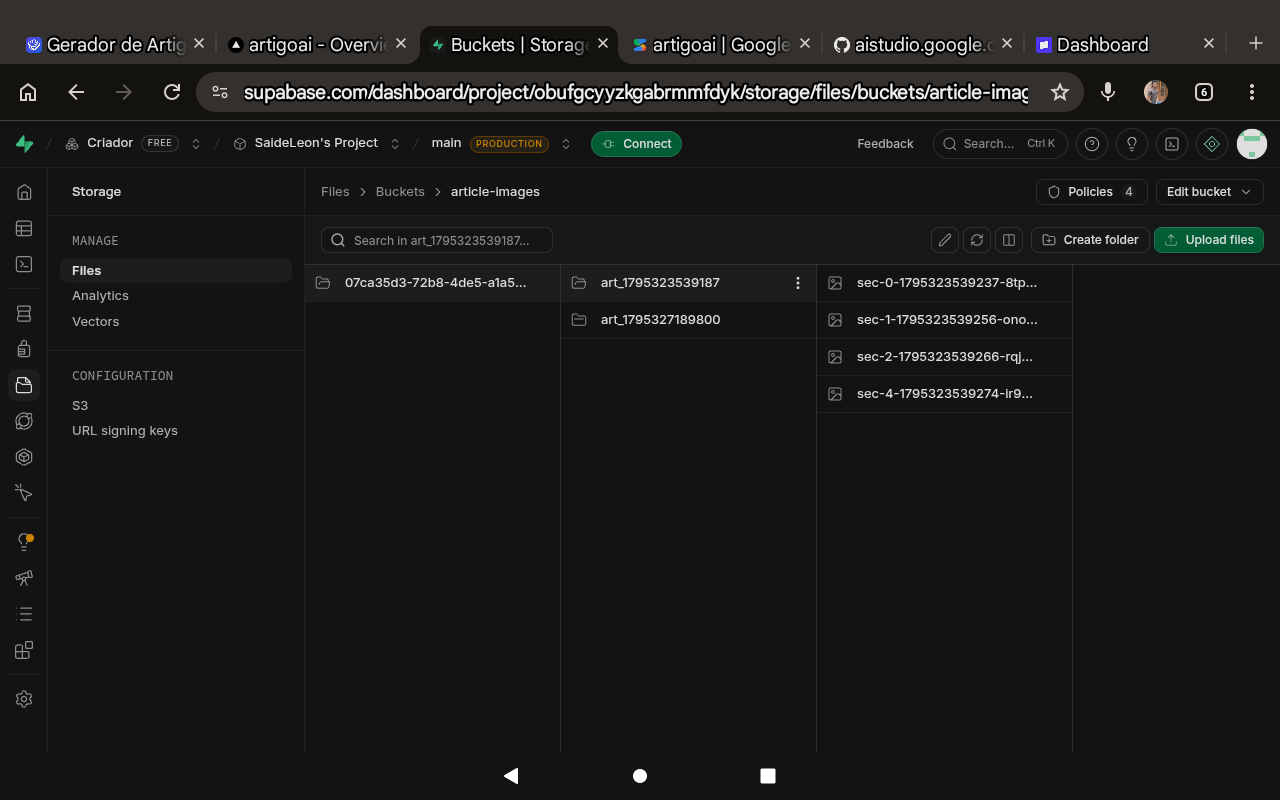 Gerador de Artig
artigoai - Overvie
Buckets | Storage
artigoai | Google
aistudio.google.c
Dashboard
supabase.com/dashboard/project/obufgcyyzkgabrmmfdyk/storage/files/buckets/article-imag
6
Criador FREE
SaideLeon's Project
main PRODUCTION
Connect
Feedback
Search... Ctrl K
Storage
Files > Buckets > article-images
Policies 4
Edit bucket
MANAGE
Search in art_1795323539187...
Create folder
Upload files
Files
Analytics
Vectors
CONFIGURATION
S3
URL signing keys
07ca35d3-72b8-4de5-a1a5...
art_1795323539187
art_1795327189800
sec-0-1795323539237-8tp...
sec-1-1795323539256-ono...
sec-2-1795323539266-rqj...
sec-4-1795323539274-ir9...